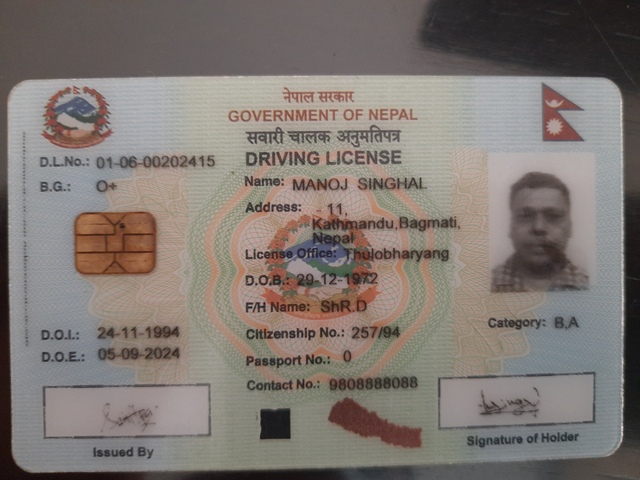 नेपाल सरकार
GOVERNMENT OF NEPAL
सवारी चालक अनुमतिपत्र
DRIVING LICENSE
D.L.No.: 01-06-00202415
B.G.: O+
Name: MANOJ SINGHAL
Address: - 11,
Kathmandu,Bagmati,
Nepal
License Office: Thulobharyang
D.O.B.: 29-12-1972
F/H Name: ShR.D
D.O.I.: 24-11-1994
Citizenship No.: 257/94
Category: B,A
D.O.E.: 05-09-2024
Passport No.: 0
Contact No.: 9808888088
Issued By
Signature of Holder